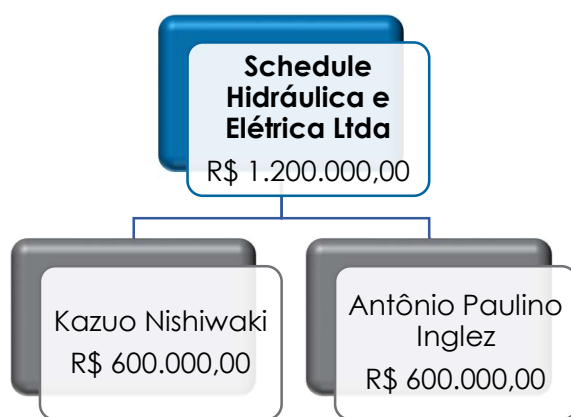 Schedule
Hidráulica e
Elétrica Ltda
R$ 1.200.000,00
Kazuo Nishiwaki
R$ 600.000,00
Antônio Paulino
Inglez
R$ 600.000,00